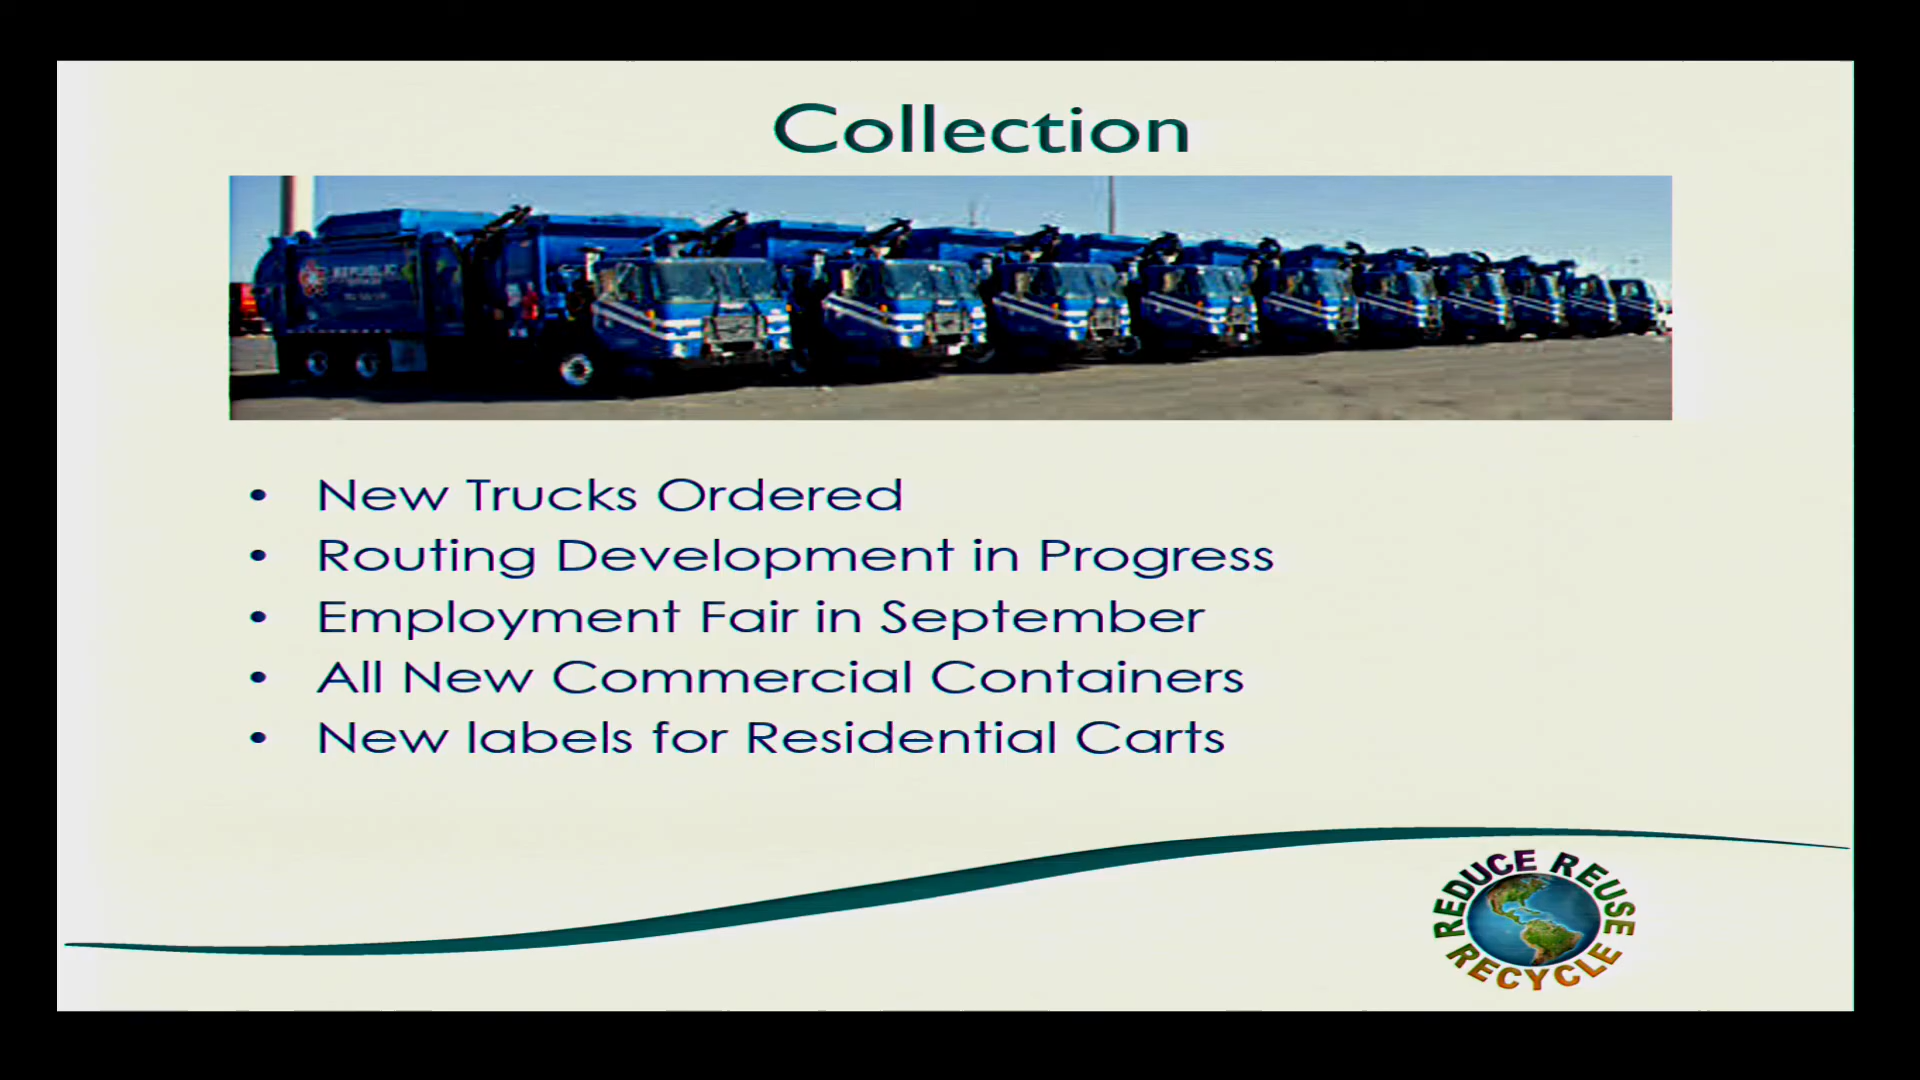 Collection
REPUBLIC
• New Trucks Ordered
• Routing Development in Progress
• Employment Fair in September
• All New Commercial Containers
• New labels for Residential Carts
REDUCE REUSE
RECYCLE